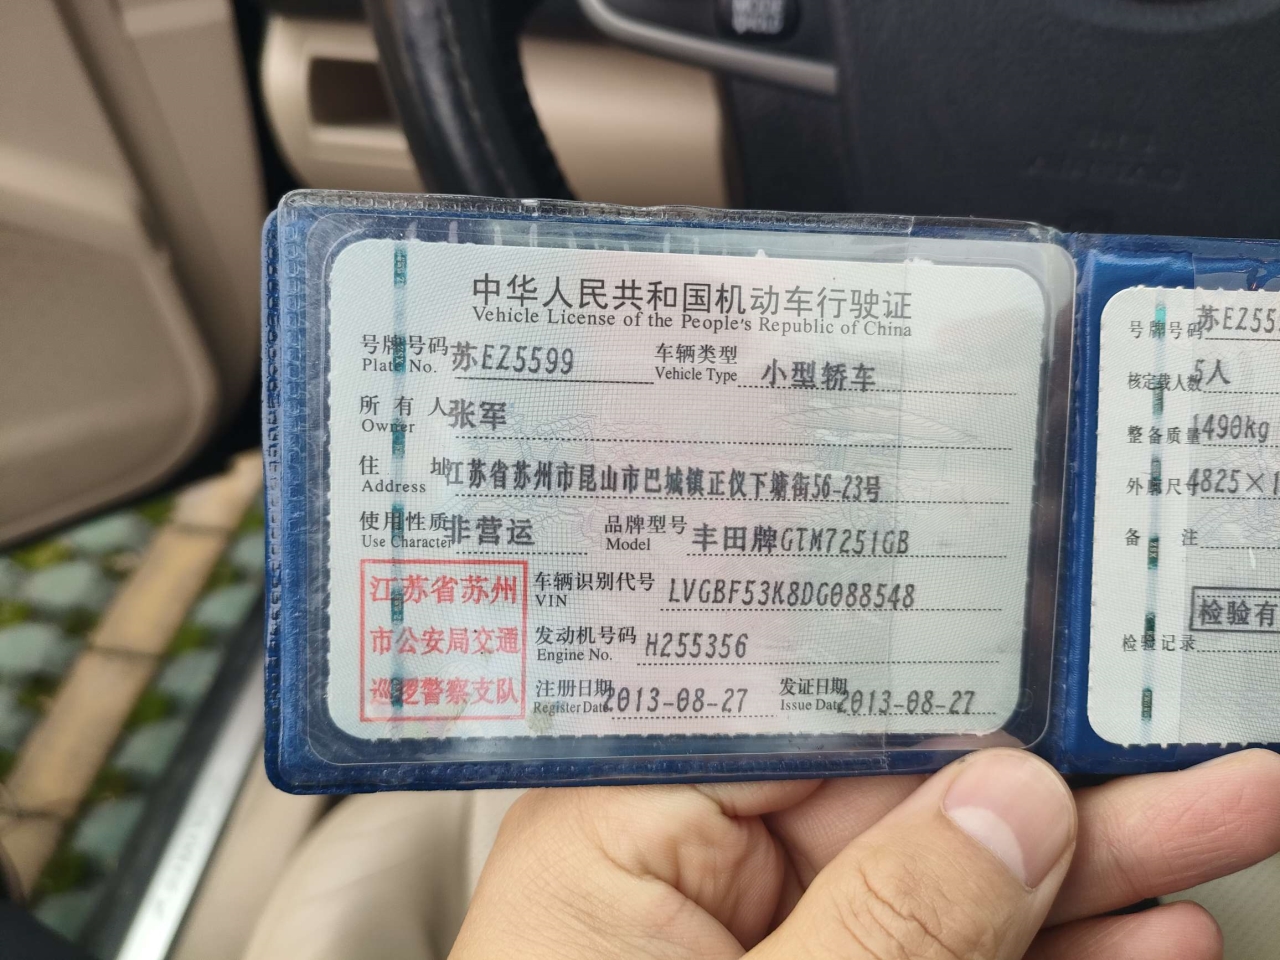 中华人民共和国机动车行驶证
Vehicle License of the People's Republic of China
号牌号码 苏EZ5599 车辆类型 小型轿车
Plate No. Vehicle Type
所有人 张军
Owner
住址 江苏省苏州市昆山市巴城镇正仪下塘街56-23号
Address
使用性质 非营运 品牌型号 丰田牌GTM7251GB
Use Character Model
江苏省苏州
市公安局交通
巡逻警察支队
车辆识别代号 LVGBF53K8DG088548
VIN
发动机号码 H255356
Engine No.
注册日期 2013-08-27 发证日期 2013-08-27
Register Date Issue Date
号牌号码 苏EZ55
核定载人数 5人
整备质量 1490kg
外廓尺寸 4825×1
备注
检验有
检验记录